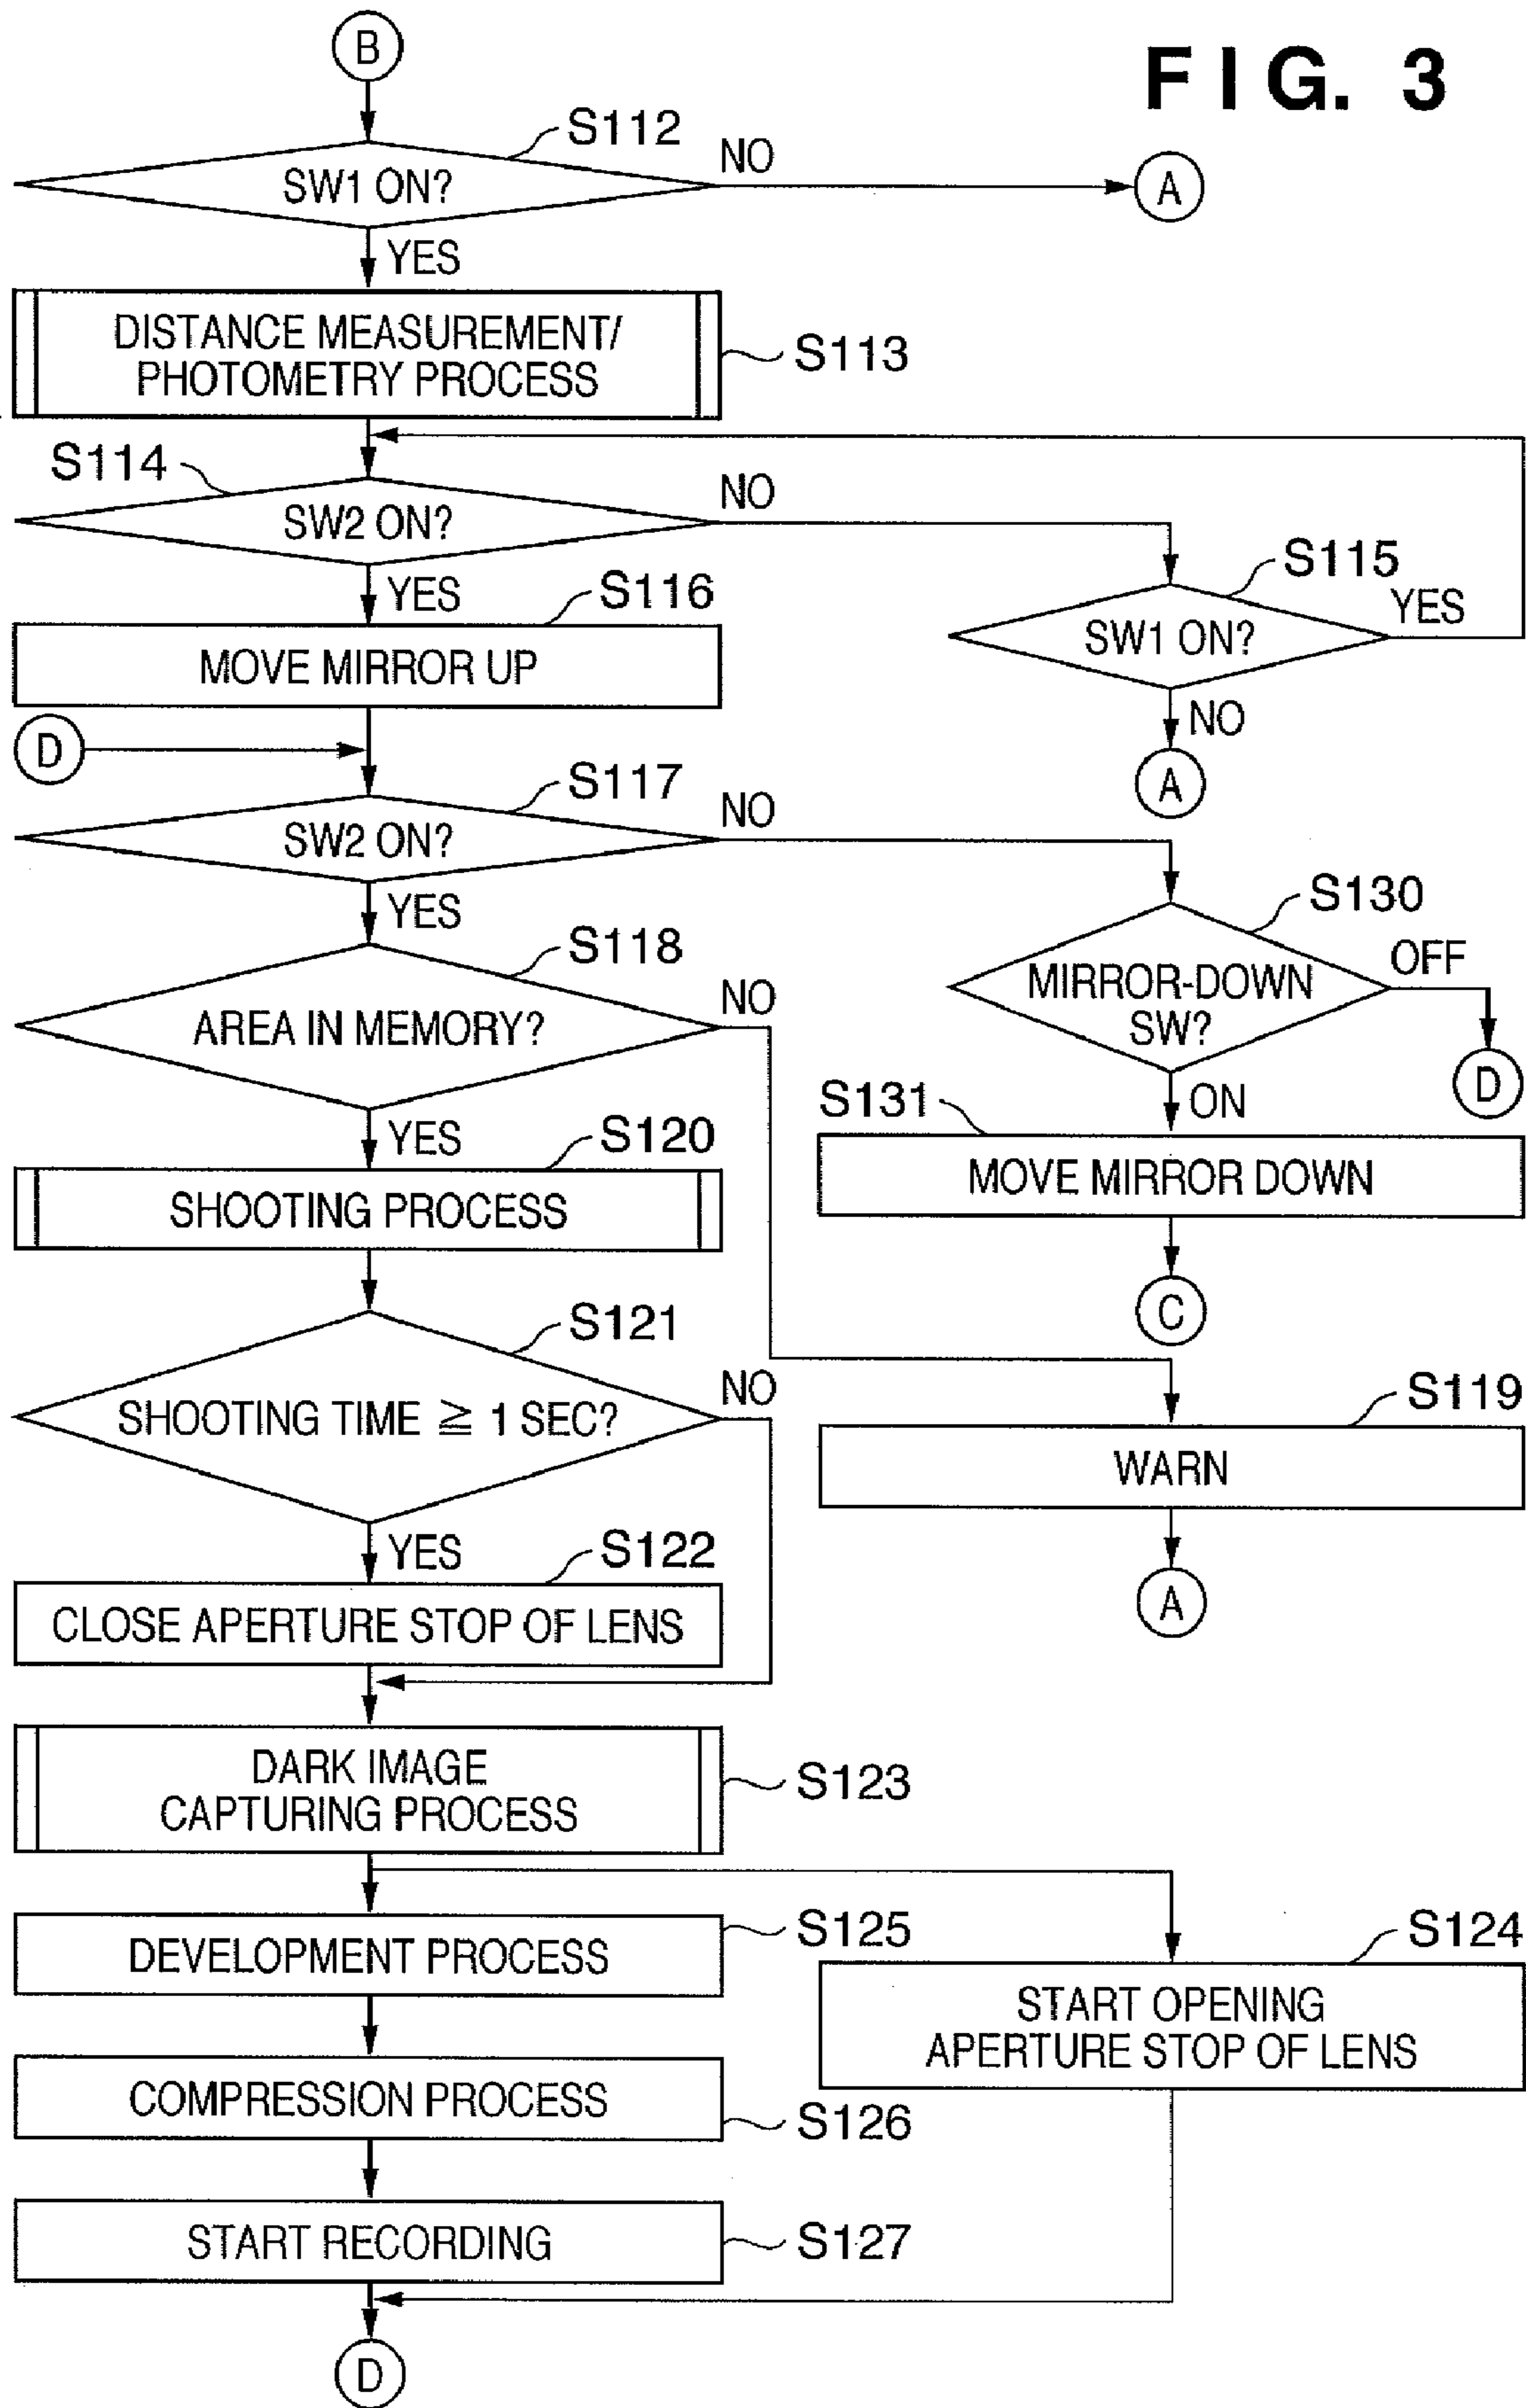 B
FIG. 3
S112
SW1 ON?
NO
A
YES
DISTANCE MEASUREMENT/
PHOTOMETRY PROCESS
S113
S114
SW2 ON?
NO
S115
SW1 ON?
YES
NO
A
YES
S116
MOVE MIRROR UP
D
S117
SW2 ON?
NO
S130
MIRROR-DOWN
SW?
OFF
D
ON
S131
MOVE MIRROR DOWN
C
YES
S118
AREA IN MEMORY?
NO
S119
WARN
A
YES
S120
SHOOTING PROCESS
S121
SHOOTING TIME ≧ 1 SEC?
NO
YES
S122
CLOSE APERTURE STOP OF LENS
DARK IMAGE
CAPTURING PROCESS
S123
DEVELOPMENT PROCESS
S125
S124
START OPENING
APERTURE STOP OF LENS
COMPRESSION PROCESS
S126
START RECORDING
S127
D